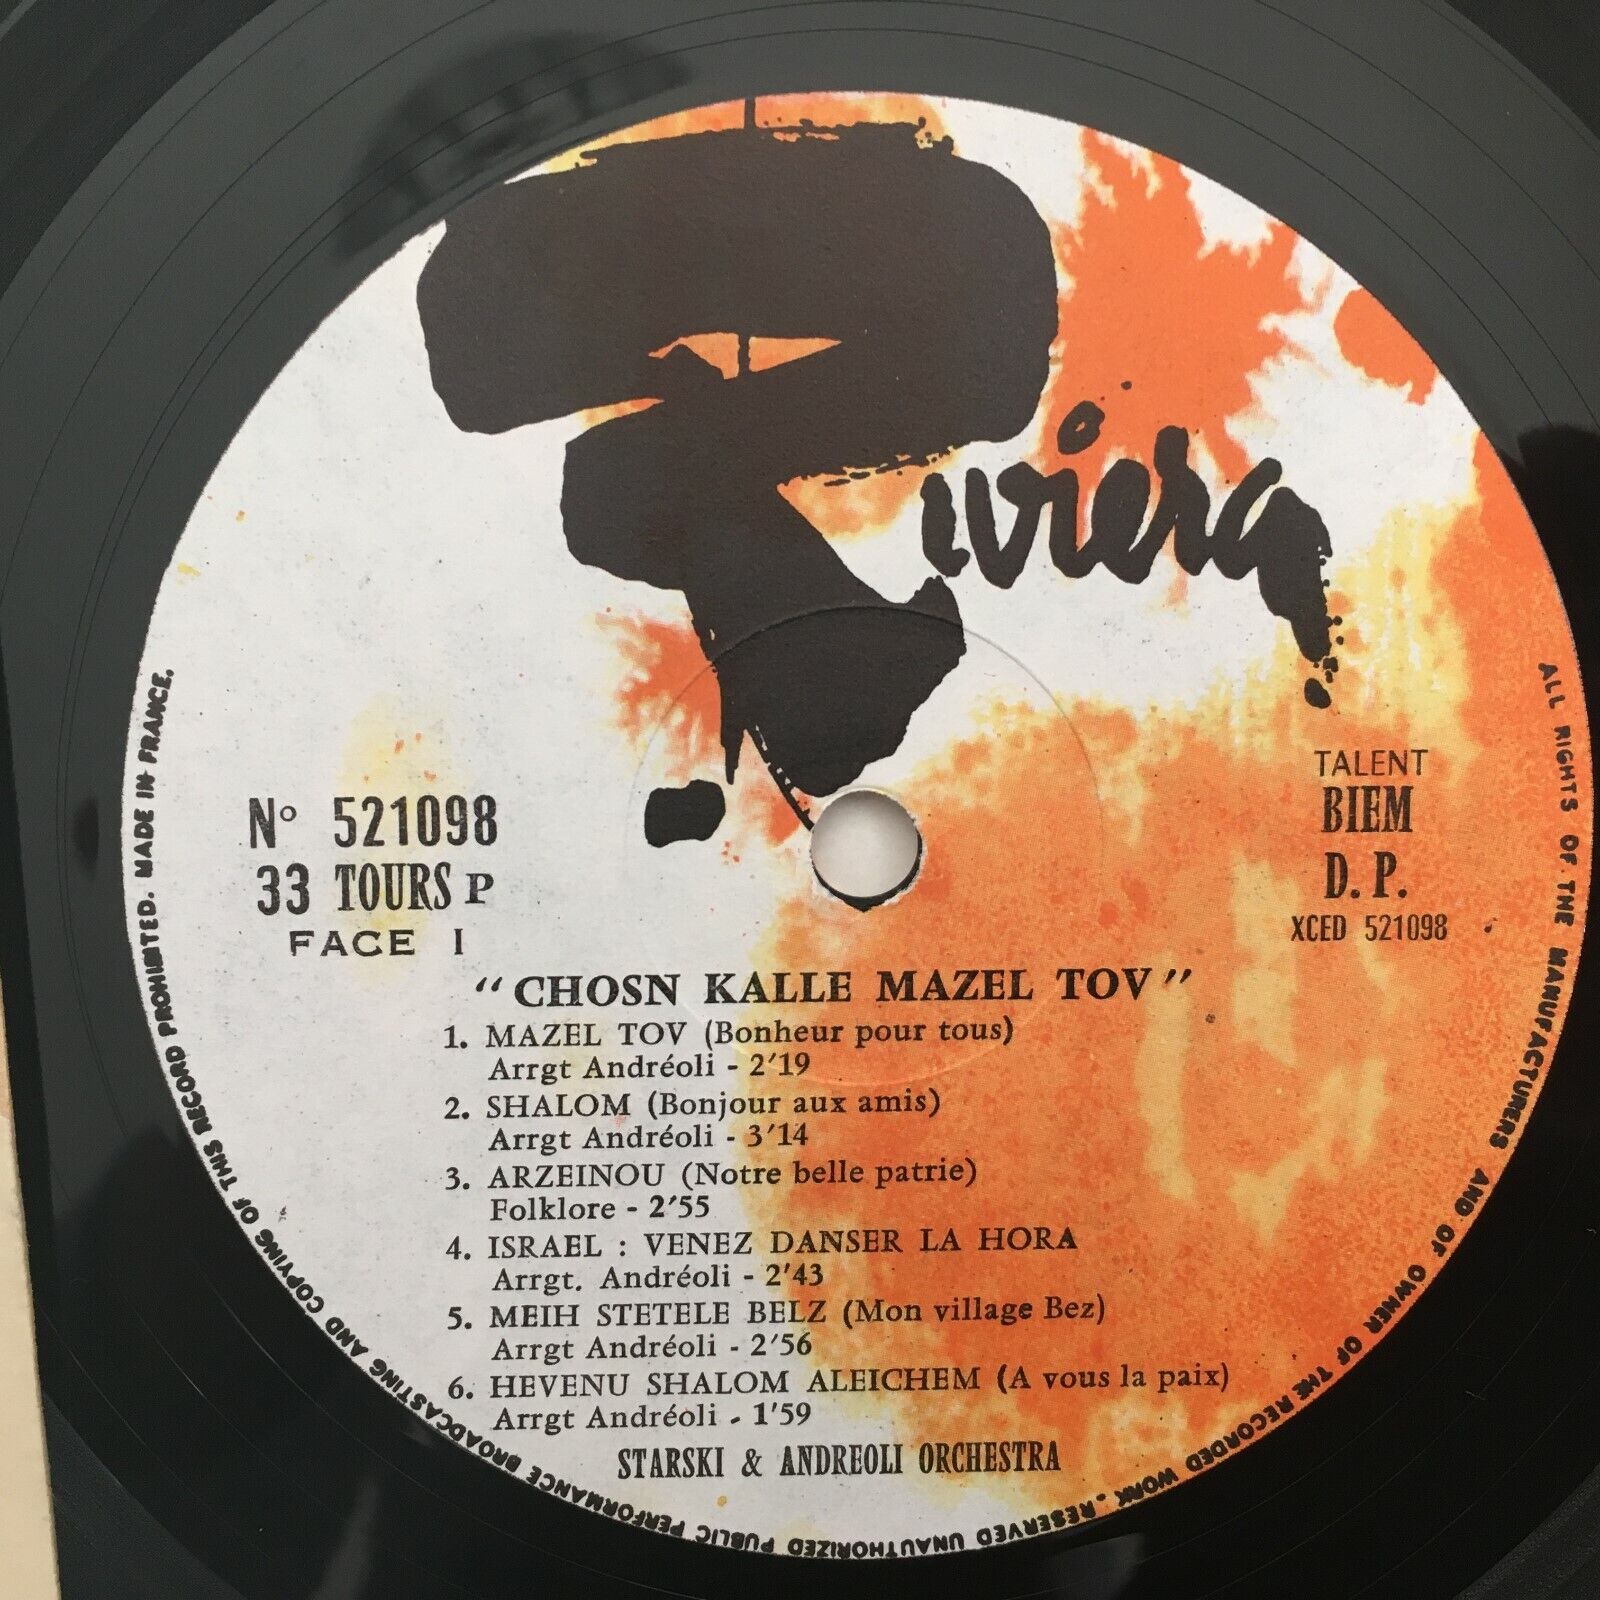 Riviera
TALENT
BIEM
D. P.
XCED 521098
N° 521098
33 TOURS P
FACE I
"CHOSN KALLE MAZEL TOV"
1. MAZEL TOV (Bonheur pour tous)
Arrgt Andréoli - 2'19
2. SHALOM (Bonjour aux amis)
Arrgt Andréoli - 3'14
3. ARZEINOU (Notre belle patrie)
Folklore - 2'55
4. ISRAEL : VENEZ DANSER LA HORA
Arrgt. Andréoli - 2'43
5. MEIH STETELE BELZ (Mon village Bez)
Arrgt Andréoli - 2'56
6. HEVENU SHALOM ALEICHEM (A vous la paix)
Arrgt Andréoli - 1'59
STARSKI & ANDREOLI ORCHESTRA
ALL RIGHTS OF THE MANUFACTURERS AND OF OWNER OF THE RECORDED WORK . RESERVED UNAUTHORIZED PUBLIC PERFORMANCE BROADCASTING AND COPYING OF THIS RECORD PROHIBITED. MADE IN FRANCE.